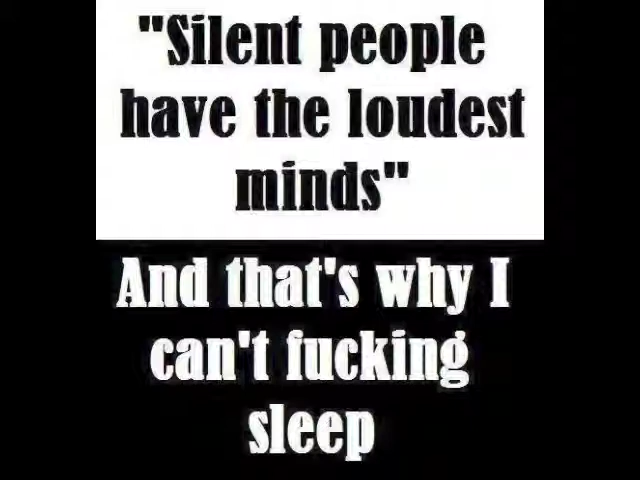 "Silent people
have the loudest
minds"
And that's why I
can't fucking
sleep